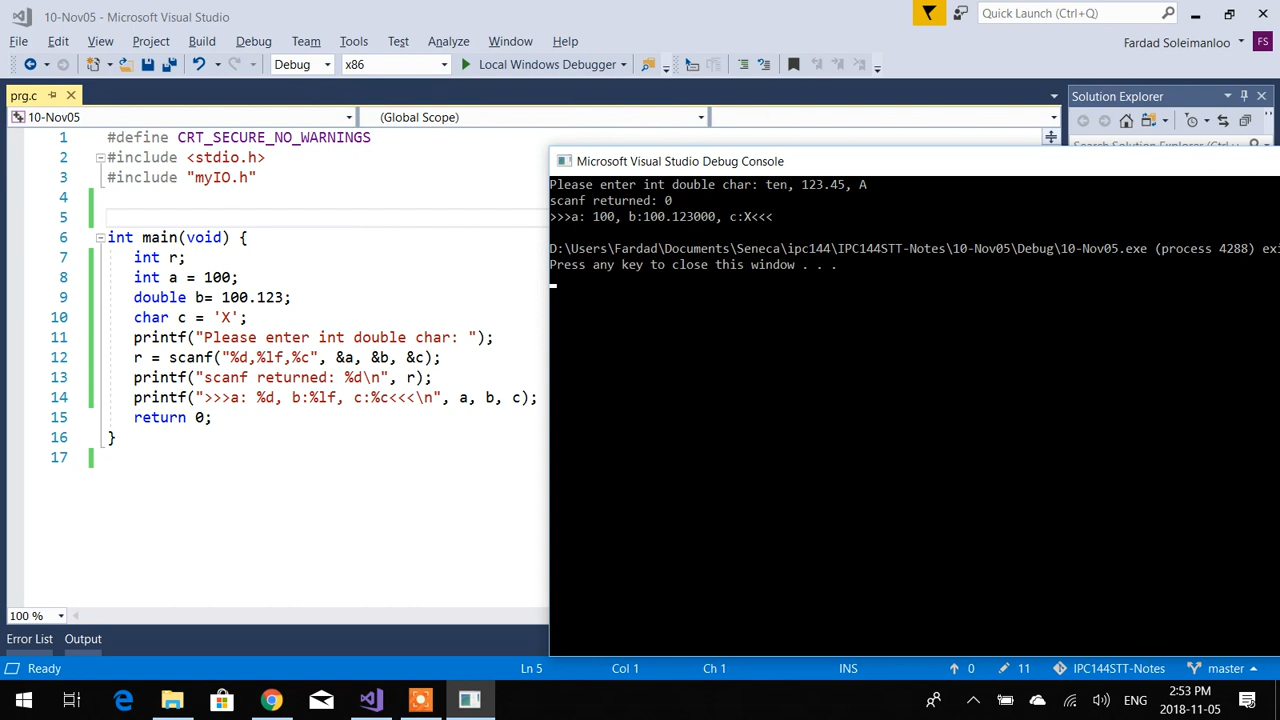 10-Nov05 - Microsoft Visual Studio
Quick Launch (Ctrl+Q)
File Edit View Project Build Debug Team Tools Test Analyze Window Help
Fardad Soleimanloo FS
Debug x86 Local Windows Debugger
prg.c
Solution Explorer
10-Nov05 (Global Scope)
1 #define CRT_SECURE_NO_WARNINGS
2 #include <stdio.h>
3 #include "myIO.h"
4
5
6 int main(void) {
7 int r;
8 int a = 100;
9 double b= 100.123;
10 char c = 'X';
11 printf("Please enter int double char: ");
12 r = scanf("%d,%lf,%c", &a, &b, &c);
13 printf("scanf returned: %d\n", r);
14 printf(">>>a: %d, b:%lf, c:%c<<<\n", a, b, c);
15 return 0;
16 }
17
Microsoft Visual Studio Debug Console
Please enter int double char: ten, 123.45, A
scanf returned: 0
>>>a: 100, b:100.123000, c:X<<<
D:\Users\Fardad\Documents\Seneca\ipc144\IPC144STT-Notes\10-Nov05\Debug\10-Nov05.exe (process 4288) exi
Press any key to close this window . . .
100 %
Error List Output
Ready Ln 5 Col 1 Ch 1 INS 0 11 IPC144STT-Notes master
ENG
2:53 PM
2018-11-05